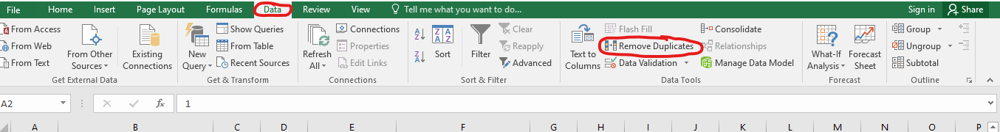 File Home Insert Page Layout Formulas Data Review View Tell me what you want to do... Sign in Share
From Access
From Web
From Text
From Other
Sources
Existing
Connections
Get External Data
New
Query
Show Queries
From Table
Recent Sources
Get & Transform
Refresh
All
Connections
Properties
Edit Links
Connections
A
Z
Z
A
Z A
A Z
Sort
Filter
Clear
Reapply
Advanced
Sort & Filter
Text to
Columns
Flash Fill
Remove Duplicates
Data Validation
Consolidate
Relationships
Manage Data Model
Data Tools
What-If
Analysis
Forecast
Sheet
Forecast
Group
Ungroup
Subtotal
Outline
A2 1
A B C D E F G H I J K L M N O P